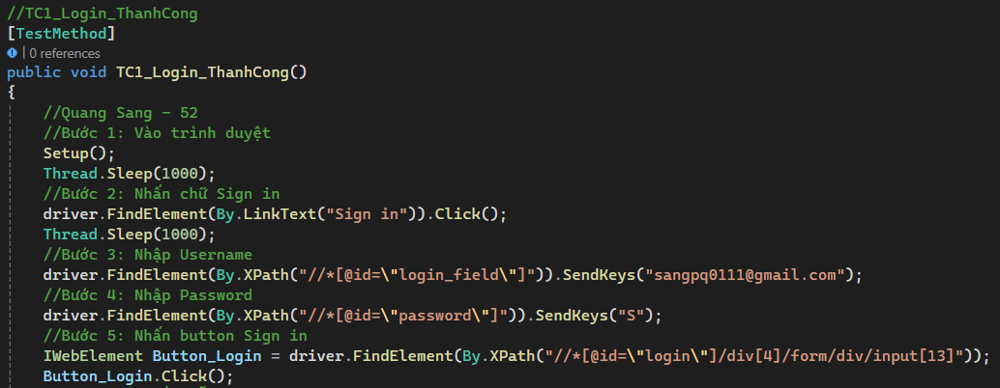 //TC1_Login_ThanhCong
[TestMethod]
| 0 references
public void TC1_Login_ThanhCong()
{
//Quang Sang - 52
//Bước 1: Vào trình duyệt
Setup();
Thread.Sleep(1000);
//Bước 2: Nhấn chữ Sign in
driver.FindElement(By.LinkText("Sign in")).Click();
Thread.Sleep(1000);
//Bước 3: Nhập Username
driver.FindElement(By.XPath("//*[@id=\"login_field\"]")).SendKeys("sangpq0111@gmail.com");
//Bước 4: Nhập Password
driver.FindElement(By.XPath("//*[@id=\"password\"]")).SendKeys("S");
//Bước 5: Nhấn button Sign in
IWebElement Button_Login = driver.FindElement(By.XPath("//*[@id=\"login\"]/div[4]/form/div/input[13]"));
Button_Login.Click();